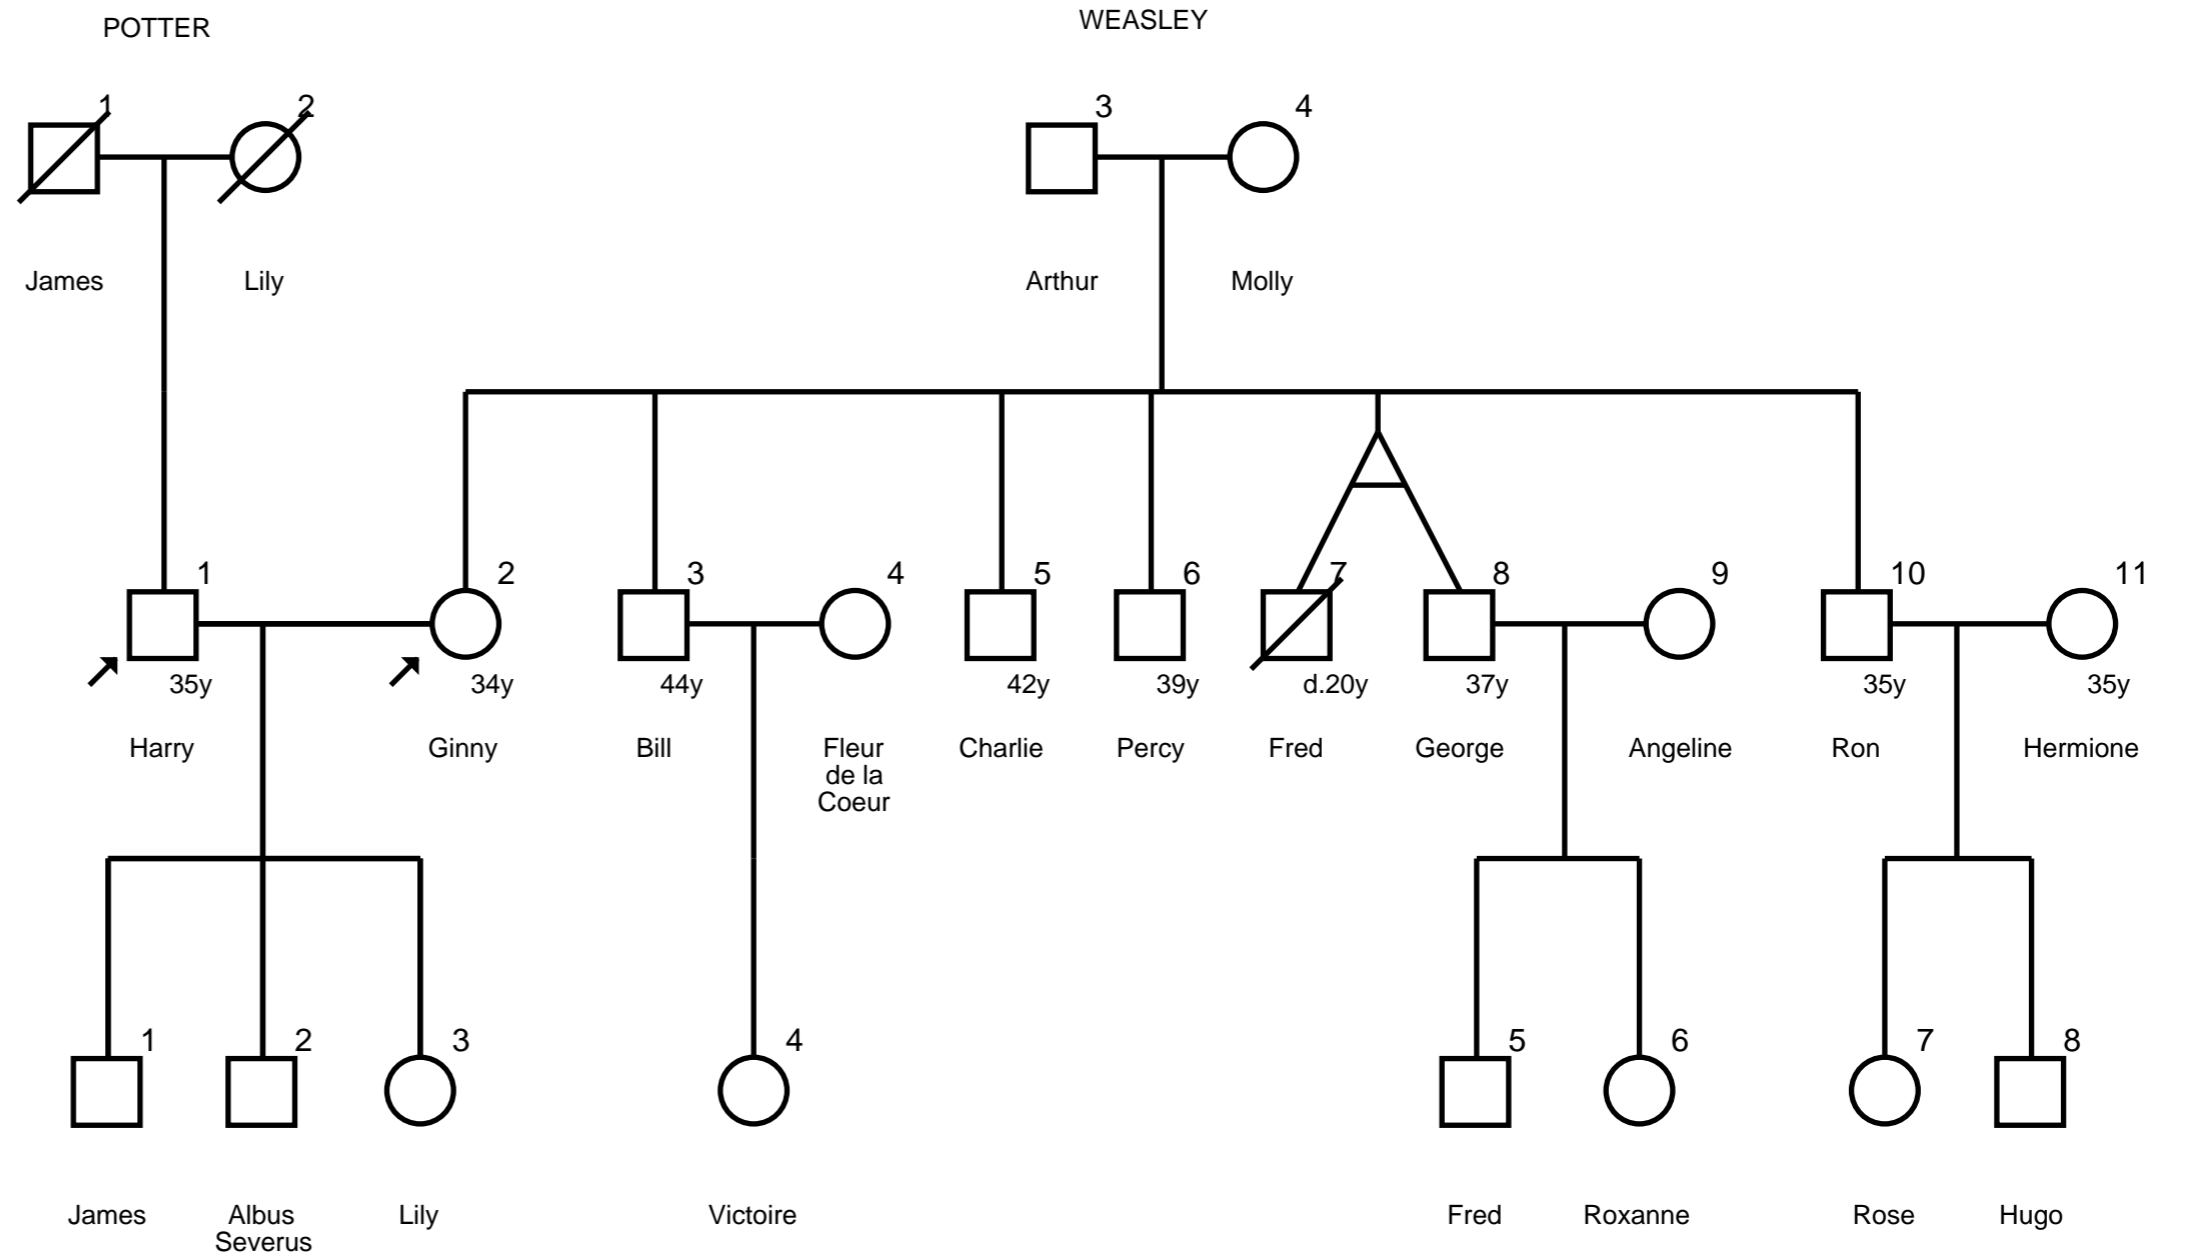 POTTER
WEASLEY
1
2
3
4
James
Lily
Arthur
Molly
1
2
3
4
5
6
7
8
9
10
11
35y
34y
44y
42y
39y
d.20y
37y
35y
35y
Harry
Ginny
Bill
Fleur
de la
Coeur
Charlie
Percy
Fred
George
Angeline
Ron
Hermione
1
2
3
4
5
6
7
8
James
Albus
Severus
Lily
Victoire
Fred
Roxanne
Rose
Hugo